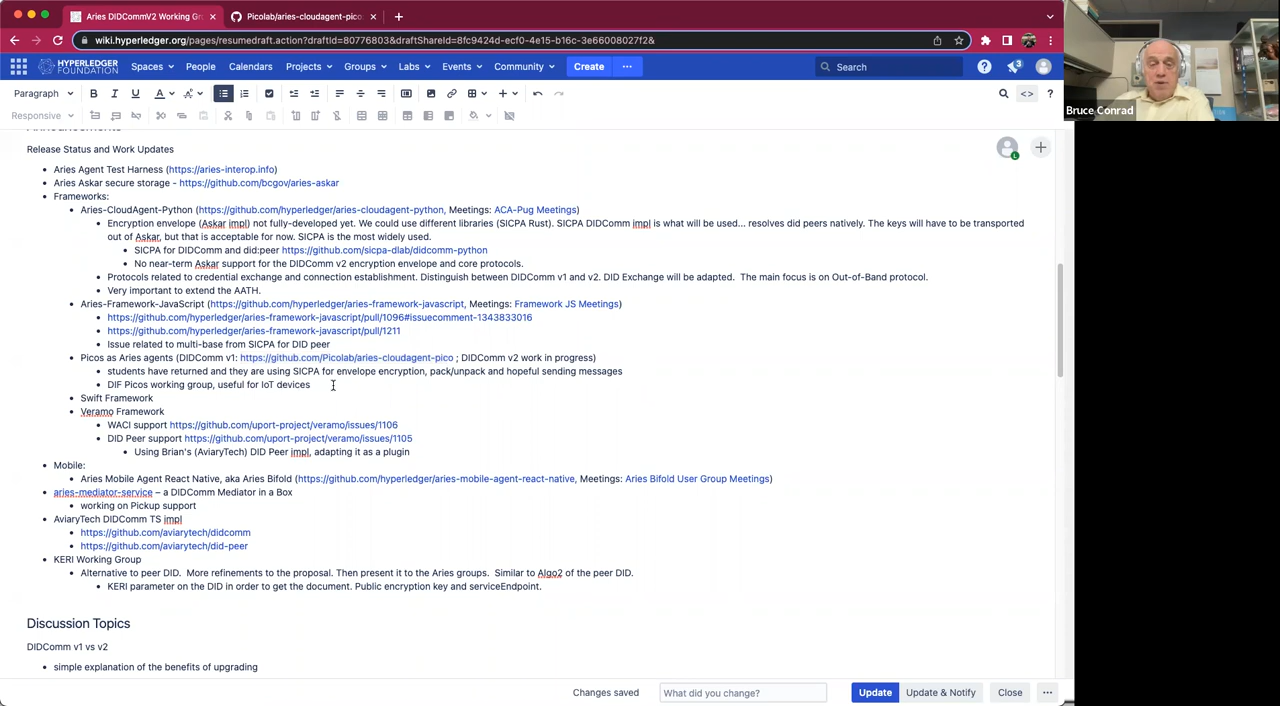 Aries DIDCommV2 Working Gro
Picolab/aries-cloudagent-pico
wiki.hyperledger.org/pages/resumedraft.action?draftId=80776803&draftShareId=8fc9424d-ecf0-4e15-b16c-3e66008027f2&
HYPERLEDGER FOUNDATION Spaces People Calendars Projects Groups Labs Events Community Create Search 3
Bruce Conrad
Paragraph B I U A
Responsive
Announcements
Release Status and Work Updates
Aries Agent Test Harness (https://aries-interop.info)
Aries Askar secure storage - https://github.com/bcgov/aries-askar
Frameworks:
Aries-CloudAgent-Python (https://github.com/hyperledger/aries-cloudagent-python, Meetings: ACA-Pug Meetings)
Encryption envelope (Askar impl) not fully-developed yet. We could use different libraries (SICPA Rust). SICPA DIDComm impl is what will be used... resolves did peers natively. The keys will have to be transported
out of Askar, but that is acceptable for now. SICPA is the most widely used.
SICPA for DIDComm and did:peer https://github.com/sicpa-dlab/didcomm-python
No near-term Askar support for the DIDComm v2 encryption envelope and core protocols.
Protocols related to credential exchange and connection establishment. Distinguish between DIDComm v1 and v2. DID Exchange will be adapted. The main focus is on Out-of-Band protocol.
Very important to extend the AATH.
Aries-Framework-JavaScript (https://github.com/hyperledger/aries-framework-javascript, Meetings: Framework JS Meetings)
https://github.com/hyperledger/aries-framework-javascript/pull/1096#issuecomment-1343833016
https://github.com/hyperledger/aries-framework-javascript/pull/1211
Issue related to multi-base from SICPA for DID peer
Picos as Aries agents (DIDComm v1: https://github.com/Picolab/aries-cloudagent-pico ; DIDComm v2 work in progress)
students have returned and they are using SICPA for envelope encryption, pack/unpack and hopeful sending messages
DIF Picos working group, useful for IoT devices
Swift Framework
Veramo Framework
WACI support https://github.com/uport-project/veramo/issues/1106
DID Peer support https://github.com/uport-project/veramo/issues/1105
Using Brian's (AviaryTech) DID Peer impl, adapting it as a plugin
Mobile:
Aries Mobile Agent React Native, aka Aries Bifold (https://github.com/hyperledger/aries-mobile-agent-react-native, Meetings: Aries Bifold User Group Meetings)
aries-mediator-service – a DIDComm Mediator in a Box
working on Pickup support
AviaryTech DIDComm TS impl
https://github.com/aviarytech/didcomm
https://github.com/aviarytech/did-peer
KERI Working Group
Alternative to peer DID. More refinements to the proposal. Then present it to the Aries groups. Similar to Algo2 of the peer DID.
KERI parameter on the DID in order to get the document. Public encryption key and serviceEndpoint.
Discussion Topics
DIDComm v1 vs v2
simple explanation of the benefits of upgrading
Changes saved What did you change? Update Update & Notify Close